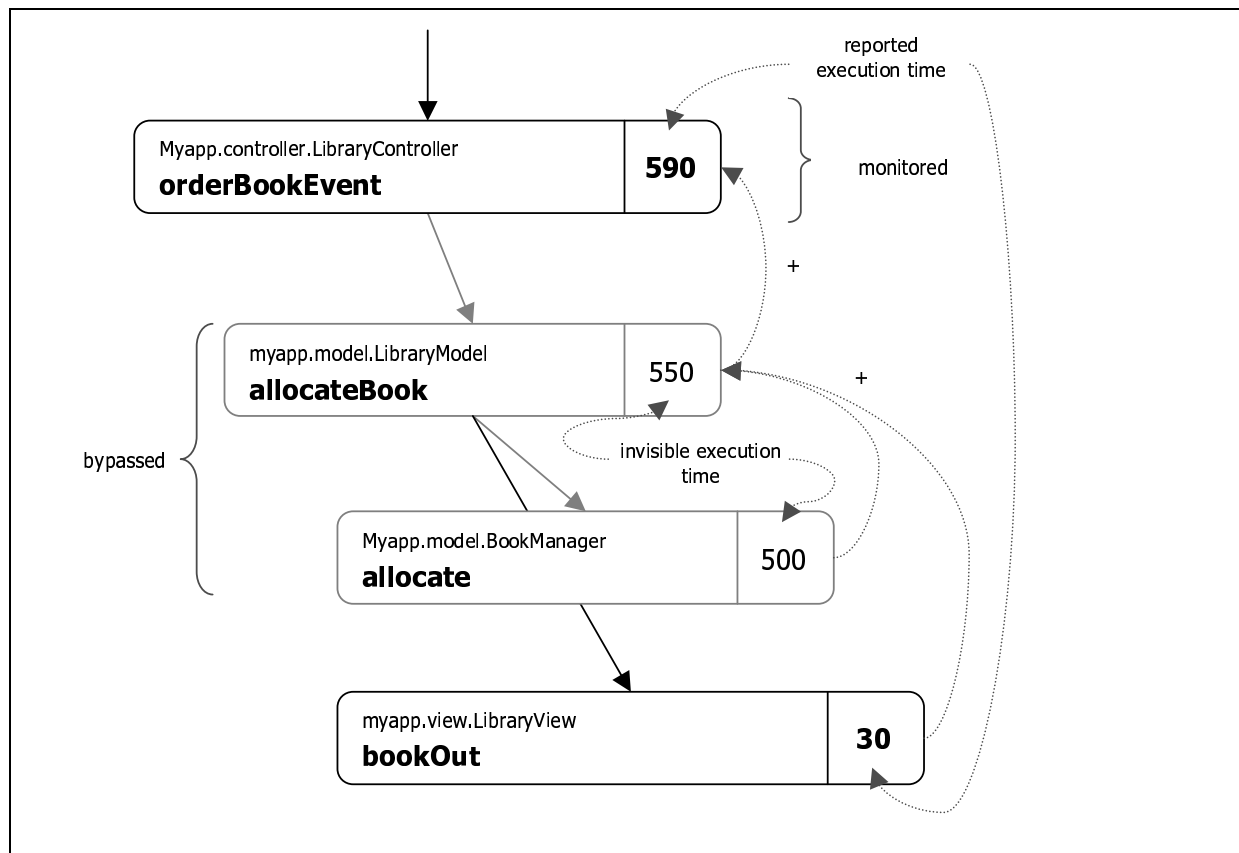 reported
execution time
Myapp.controller.LibraryController
orderBookEvent
590
monitored
+
myapp.model.LibraryModel
allocateBook
550
+
bypassed
invisible execution
time
Myapp.model.BookManager
allocate
500
myapp.view.LibraryView
bookOut
30